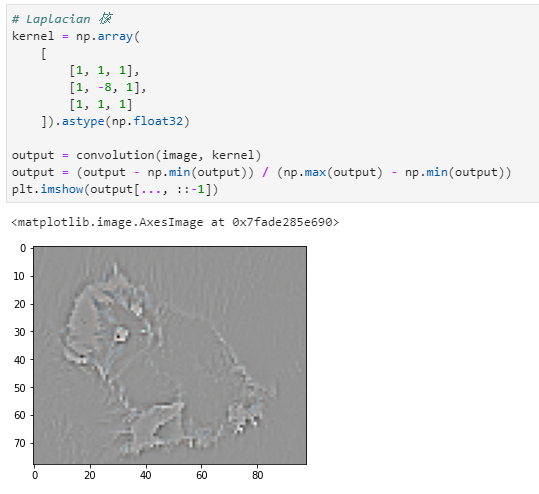 # Laplacian 核
kernel = np.array(
    [
        [1, 1, 1],
        [1, -8, 1],
        [1, 1, 1]
    ]).astype(np.float32)
output = convolution(image, kernel)
output = (output - np.min(output)) / (np.max(output) - np.min(output))
plt.imshow(output[..., ::-1])
<matplotlib.image.AxesImage at 0x7fade285e690>
0
10
20
30
40
50
60
70
0 20 40 60 80